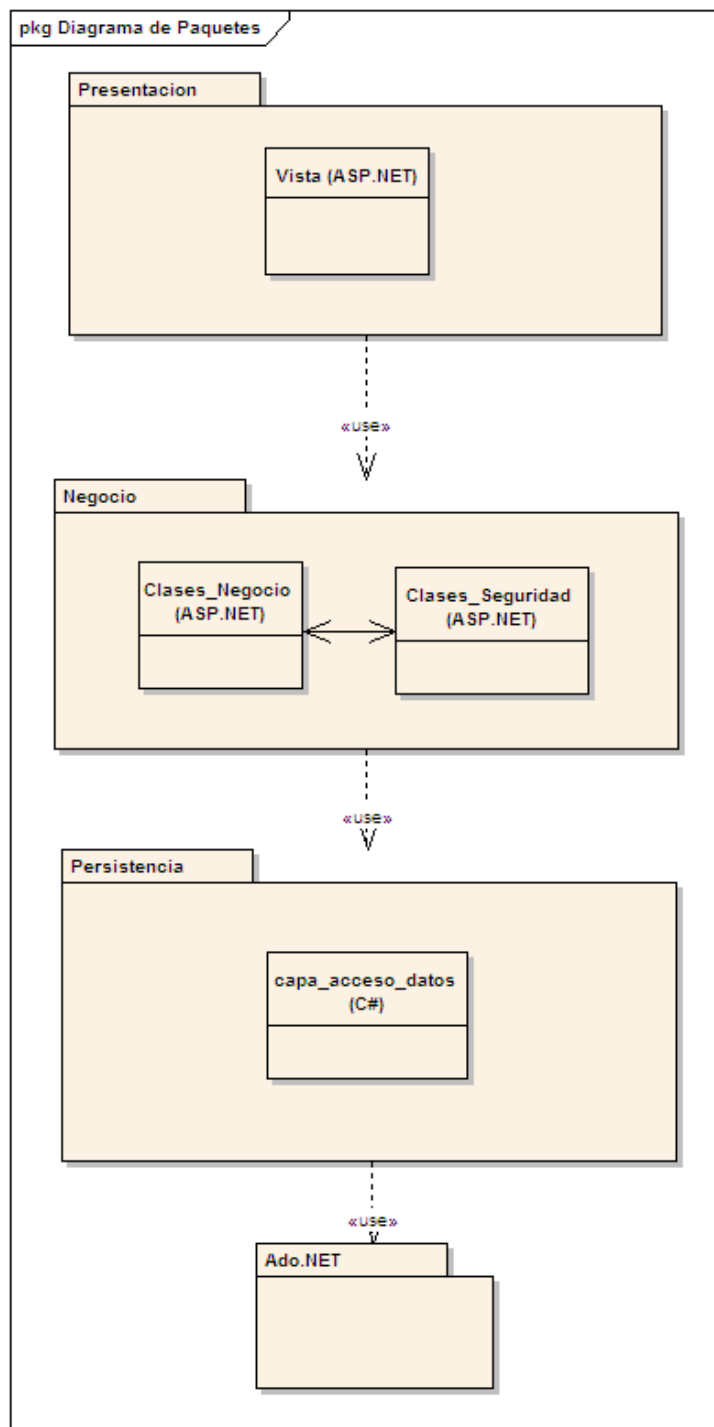 pkg Diagrama de Paquetes
Presentacion
Vista (ASP.NET)
«use»
Negocio
Clases_Negocio
(ASP.NET)
Clases_Seguridad
(ASP.NET)
«use»
Persistencia
capa_acceso_datos
(C#)
«use»
Ado.NET